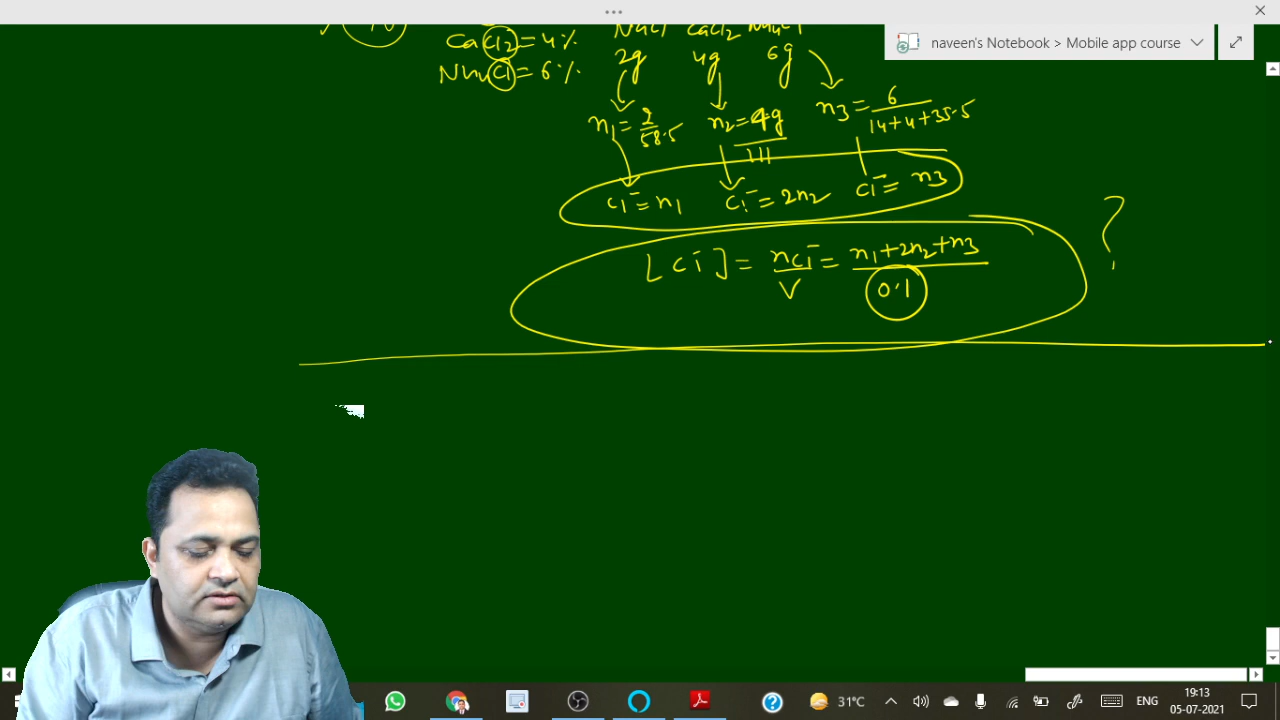 naveen's Notebook > Mobile app course
CaCl2 = 4%
NH4Cl = 6%
2g 4g 6g
n1 = 2/58.5 n2 = 4g/111 n3 = 6/14+4+35.5
Cl⁻ = n1 Cl⁻ = 2n2 Cl⁻ = n3
?
[Cl⁻] = nCl⁻/V = n1+2n2+n3/0.1
31°C
ENG
19:13
05-07-2021